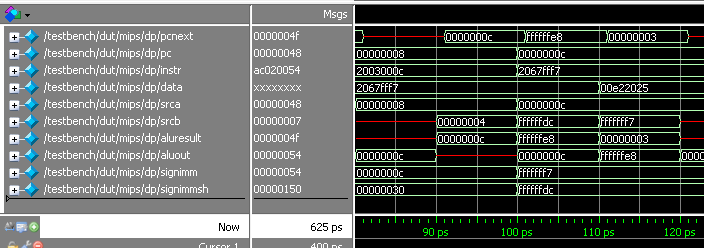 Msgs
/testbench/dut/mips/dp/pcnext 0000004f 0000000c ffffffe8 00000003
/testbench/dut/mips/dp/pc 00000048 00000008 0000000c
/testbench/dut/mips/dp/instr ac020054 2003000c 2067fff7
/testbench/dut/mips/dp/data xxxxxxxx 2067fff7 00e22025
/testbench/dut/mips/dp/srca 00000048 00000008 0000000c
/testbench/dut/mips/dp/srcb 00000007 00000004 ffffffdc fffffff7
/testbench/dut/mips/dp/aluresult 0000004f 0000000c ffffffe8 00000003
/testbench/dut/mips/dp/aluout 00000054 0000000c 0000000c ffffffe8 0000
/testbench/dut/mips/dp/signimm 00000054 0000000c fffffff7
/testbench/dut/mips/dp/signimmsh 00000150 00000030 ffffffdc
Now 625 ps 90 ps 100 ps 110 ps 120 ps
Cursor 1 400 ps